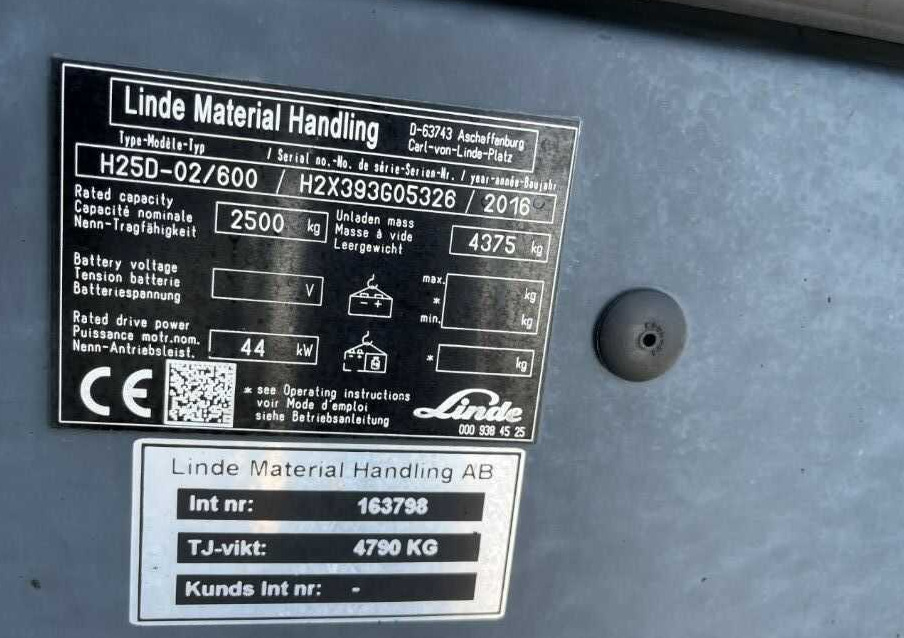 Linde Material Handling
D-63743 Aschaffenburg
Carl-von-Linde-Platz
Type-Modèle-Typ / Serial no.-No. de série-Serien-Nr. / year-année-Baujahr
H25D-02/600 / H2X393G05326 / 2016
Rated capacity
Capacité nominale
Nenn-Tragfähigkeit
2500 kg
Unladen mass
Masse à vide
Leergewicht
4375 kg
Battery voltage
Tension batterie
Batteriespannung
V
max.
*
min.
kg
kg
Rated drive power
Puissance motr.nom.
Nenn-Antriebsleist.
44 kW
* kg
CE
* see Operating instructions
voir Mode d'emploi
siehe Betriebsanleitung
Linde
000 938 45 25
Linde Material Handling AB
Int nr: 163798
TJ-vikt: 4790 KG
Kunds Int nr: -